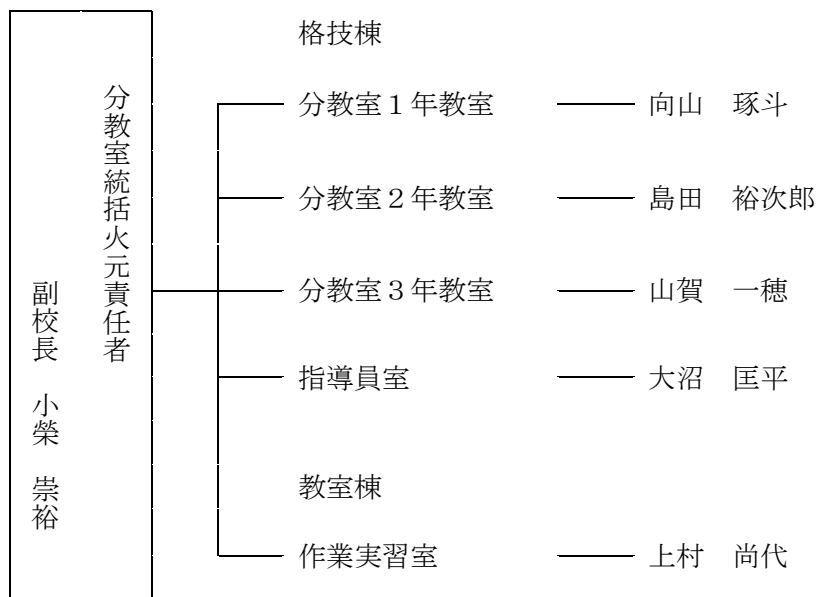 分教室統括火元責任者
副校長　小榮　崇裕
格技棟
分教室１年教室　向山　琢斗
分教室２年教室　島田　裕次郎
分教室３年教室　山賀　一穂
指導員室　大沼　匡平
教室棟
作業実習室　上村　尚代